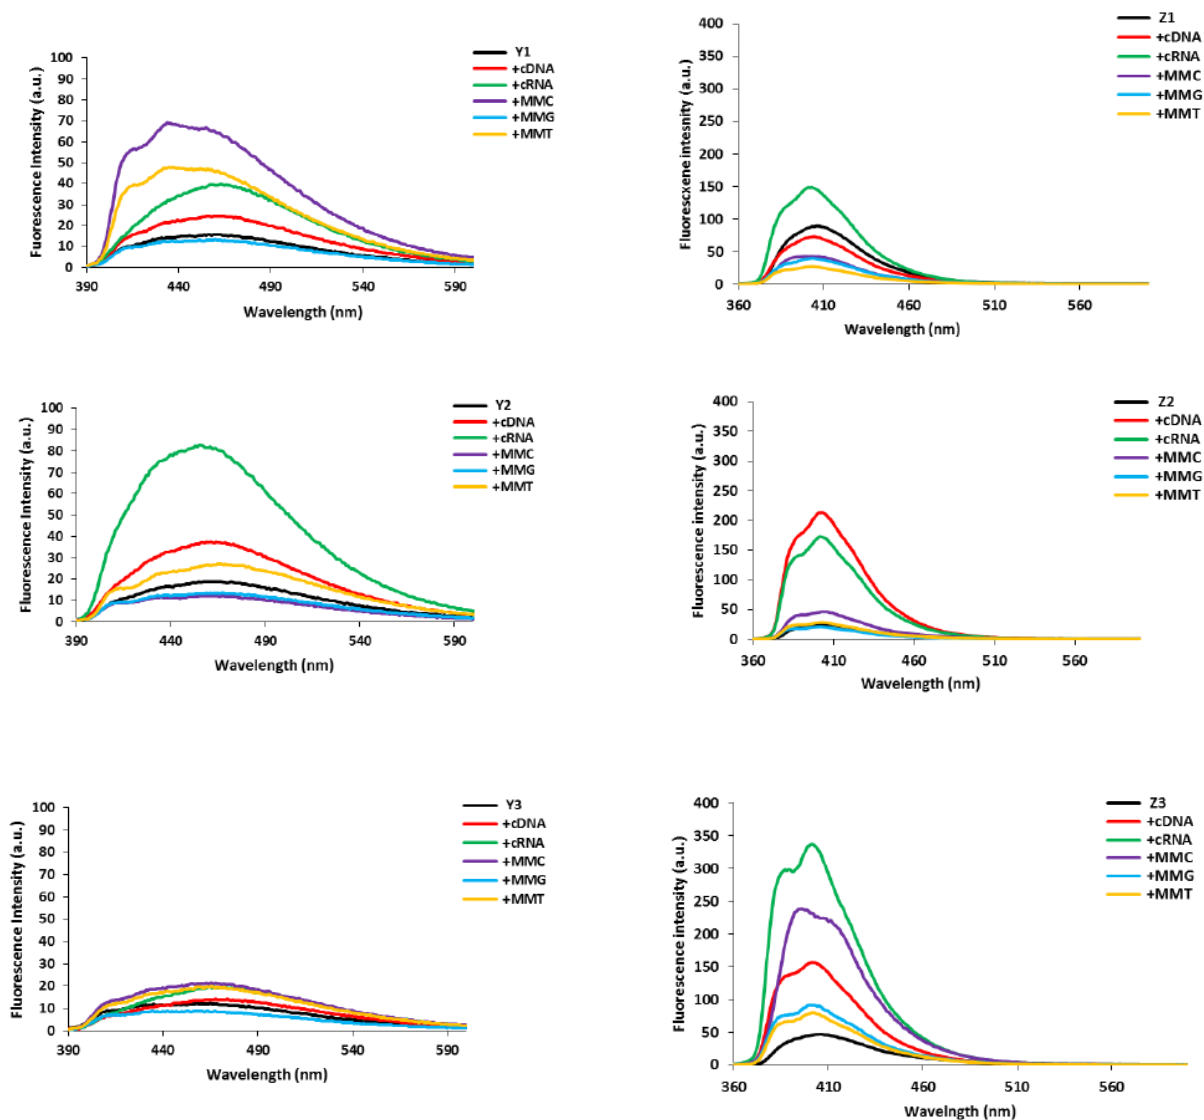 Y1
+cDNA
+cRNA
+MMC
+MMG
+MMT
Fuorescence Intensity (a.u.)
100
90
80
70
60
50
40
30
20
10
0
390 440 490 540 590
Wavelength (nm)
Z1
+cDNA
+cRNA
+MMC
+MMG
+MMT
Fluorescxene intesnity (a.u.)
400
350
300
250
200
150
100
50
0
360 410 460 510 560
Wavelength (nm)
Y2
+cDNA
+cRNA
+MMC
+MMG
+MMT
Fluorescence Intensity (a.u.)
100
90
80
70
60
50
40
30
20
10
0
390 440 490 540 590
Wavelength (nm)
Z2
+cDNA
+cRNA
+MMC
+MMG
+MMT
Fluorescence intensity (a.u.)
400
350
300
250
200
150
100
50
0
360 410 460 510 560
Wavelength (nm)
Y3
+cDNA
+cRNA
+MMC
+MMG
+MMT
Fluorescence Intensity (a.u.)
100
90
80
70
60
50
40
30
20
10
0
390 440 490 540 590
Wavelength (nm)
Z3
+cDNA
+cRNA
+MMC
+MMG
+MMT
Fluorescence intensity (a.u.)
400
350
300
250
200
150
100
50
0
360 410 460 510 560
Wavelnght (nm)